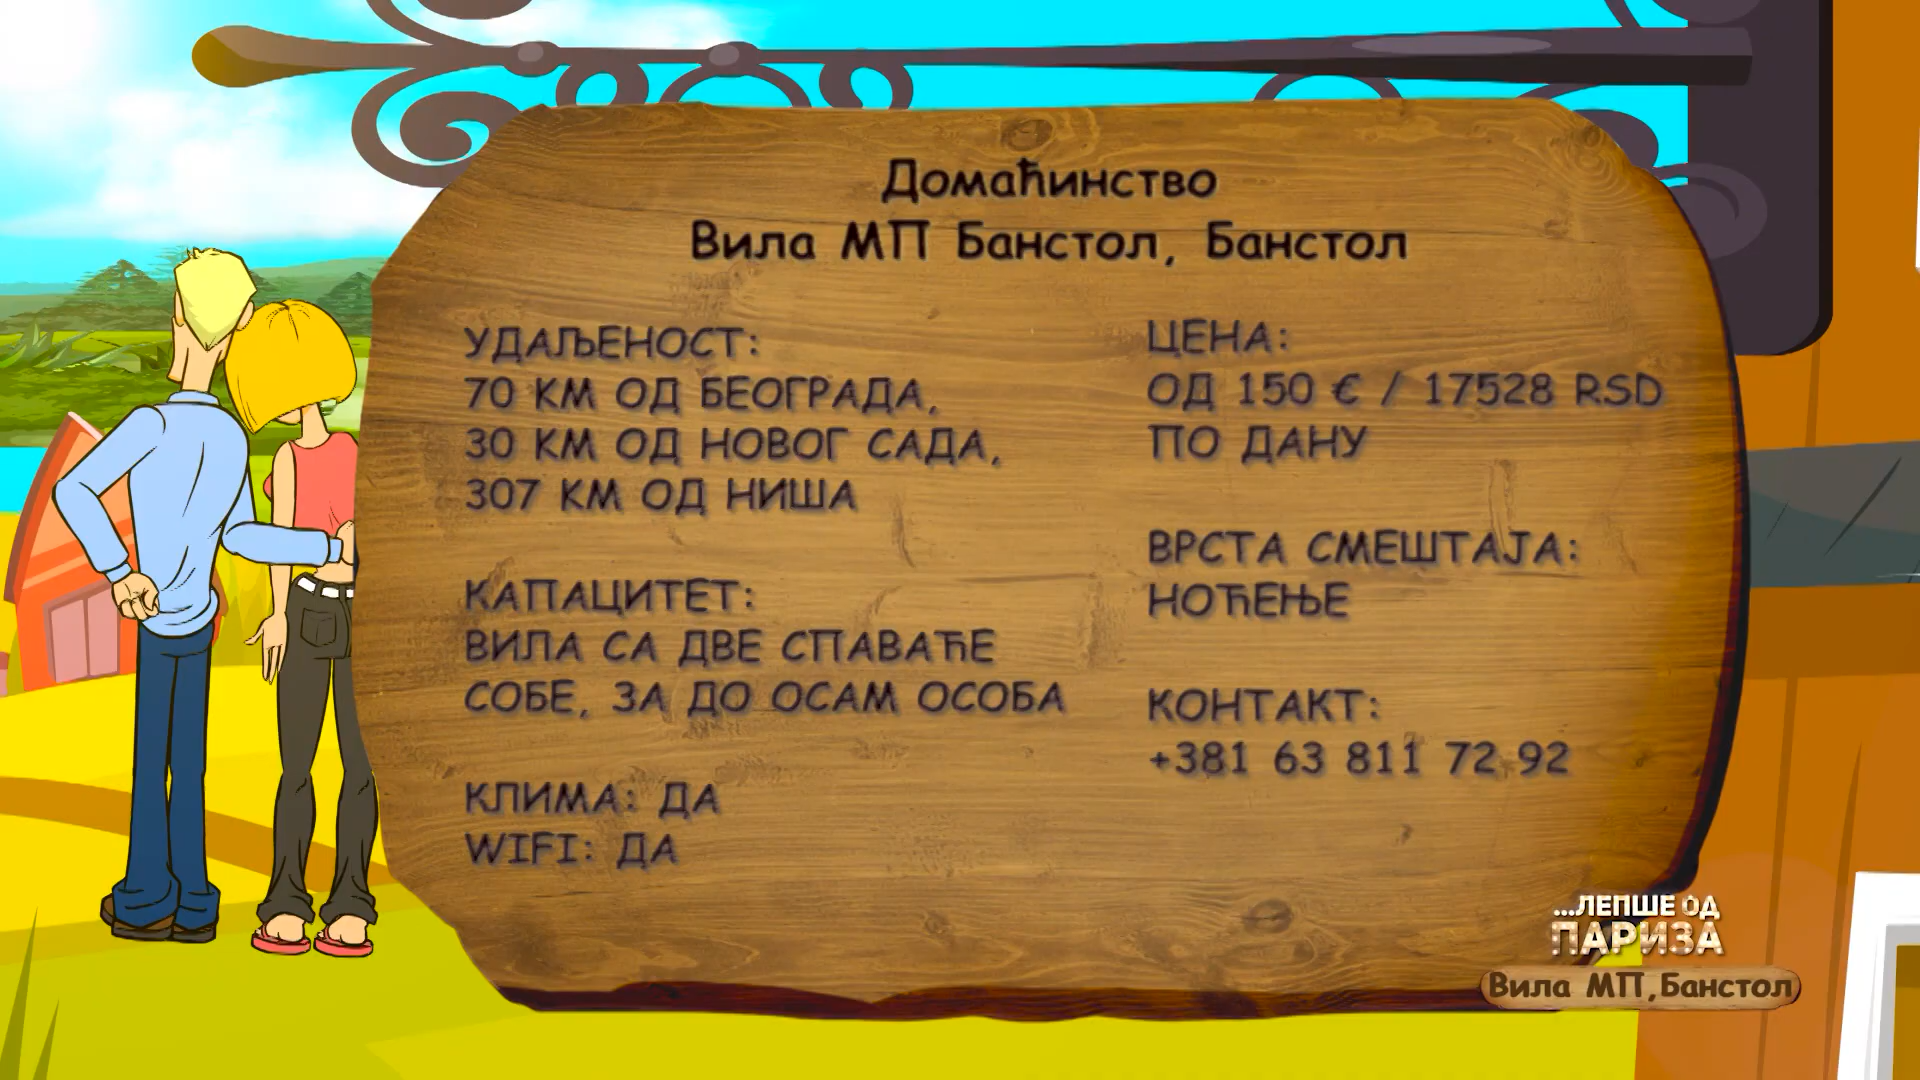 Домаћинство
Вила МП Банстол, Банстол
УДАЉЕНОСТ:
70 КМ ОД БЕОГРАДА,
30 КМ ОД НОВОГ САДА,
307 КМ ОД НИША
КАПАЦИТЕТ:
ВИЛА СА ДВЕ СПАВАЋЕ
СОБЕ, ЗА ДО ОСАМ ОСОБА
КЛИМА: ДА
WIFI: ДА
ЦЕНА:
ОД 150 € / 17528 RSD
ПО ДАНУ
ВРСТА СМЕШТАЈА:
НОЋЕЊЕ
КОНТАКТ:
+381 63 811 72 92
...ЛЕПШЕ ОД
ПАРИЗА
Вила МП,Банстол